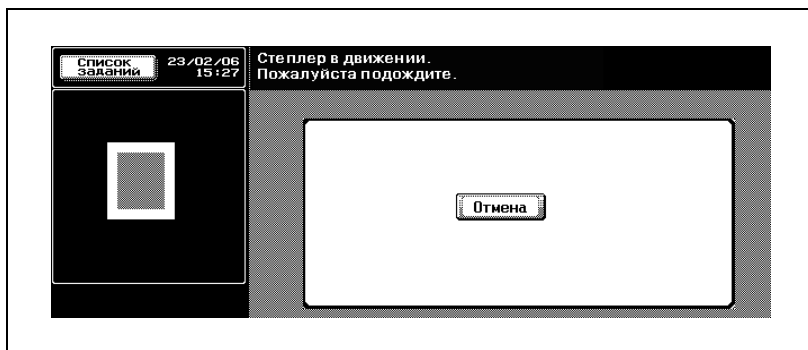 Список
заданий
23/02/06
15:27
Степлер в движении.
Пожалуйста подождите.
Отмена